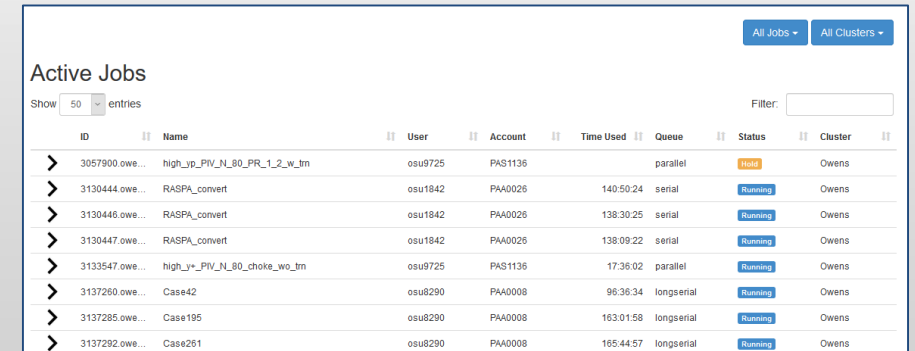 All Jobs All Clusters
Active Jobs
Show 50 entries Filter:
ID Name User Account Time Used Queue Status Cluster
3057900.owe... high_yp_PIV_N_80_PR_1_2_w_trn osu9725 PAS1136 parallel Hold Owens
3130444.owe... RASPA_convert osu1842 PAA0026 140:50:24 serial Running Owens
3130446.owe... RASPA_convert osu1842 PAA0026 138:30:25 serial Running Owens
3130447.owe... RASPA_convert osu1842 PAA0026 138:09:22 serial Running Owens
3133547.owe... high_y+_PIV_N_80_choke_wo_trn osu9725 PAS1136 17:36:02 parallel Running Owens
3137260.owe... Case42 osu8290 PAA0008 96:36:34 longserial Running Owens
3137285.owe... Case195 osu8290 PAA0008 163:01:58 longserial Running Owens
3137292.owe... Case261 osu8290 PAA0008 165:44:57 longserial Running Owens